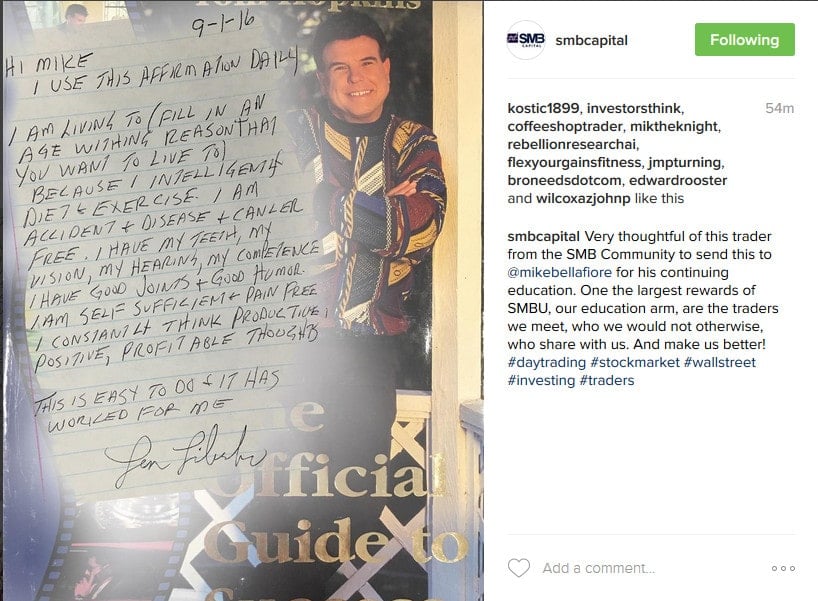 Tom Hopkins
9-1-16
HI MIKE
I USE THIS AFFIRMATION DAILY
I AM LIVING TO (FILL IN AN
AGE WITHING REASON THAT
YOU WANT TO LIVE TO)
BECAUSE I INTELLIGENTLY
DIET & EXERCISE. I AM
ACCIDENT & DISEASE & CANCER
FREE. I HAVE MY TEETH, MY
VISION, MY HEARING, MY COMPETENCE
I HAVE GOOD JOINTS & GOOD HUMOR.
I AM SELF SUFFICIENT & PAIN FREE
I CONSTANTLY THINK PRODUCTIVE,
POSITIVE, PROFITABLE THOUGHTS
THIS IS EASY TO DO & IT HAS
WORKED FOR ME
Len
e
Official
Guide to
Success
SMB
CAPITAL
smbcapital
Following
kostic1899, investorsthink,
54m
coffeeshoptrader, miktheknight,
rebellionresearchai,
flexyourgainsfitness, jmpturning,
broneedsdotcom, edwardrooster
and wilcoxazjohnp like this
smbcapital Very thoughtful of this trader
from the SMB Community to send this to
@mikebellafiore for his continuing
education. One the largest rewards of
SMBU, our education arm, are the traders
we meet, who we would not otherwise,
who share with us. And make us better!
#daytrading #stockmarket #wallstreet
#investing #traders
Add a comment...